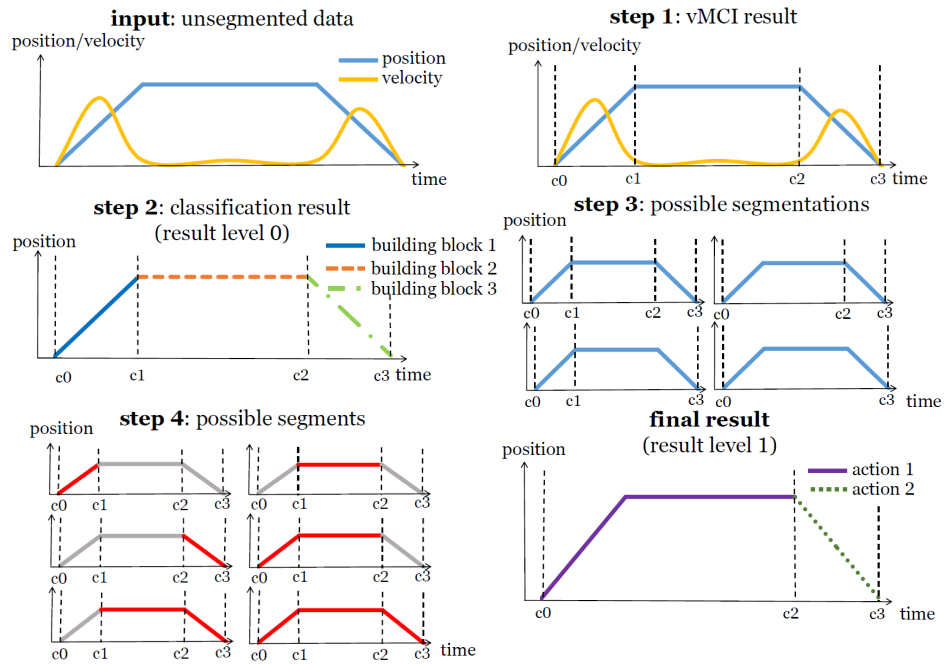 input: unsegmented data
position/velocity
position
velocity
time
step 1: vMCI result
position/velocity
c0
c1
c2
c3
time
step 2: classification result
(result level 0)
position
building block 1
building block 2
building block 3
c0
c1
c2
c3
time
step 3: possible segmentations
position
c0
c1
c2
c3
c0
c2
c3
c0
c1
c3
c0
c3
time
step 4: possible segments
position
c0
c1
c2
c3
c0
c1
c2
c3
c0
c1
c2
c3
c0
c1
c2
c3
c0
c1
c2
c3
c0
c1
c2
c3
time
final result
(result level 1)
position
action 1
action 2
c0
c2
c3
time